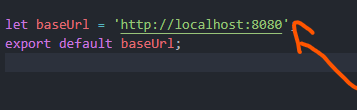 let baseUrl = 'http://localhost:8080';
export default baseUrl;